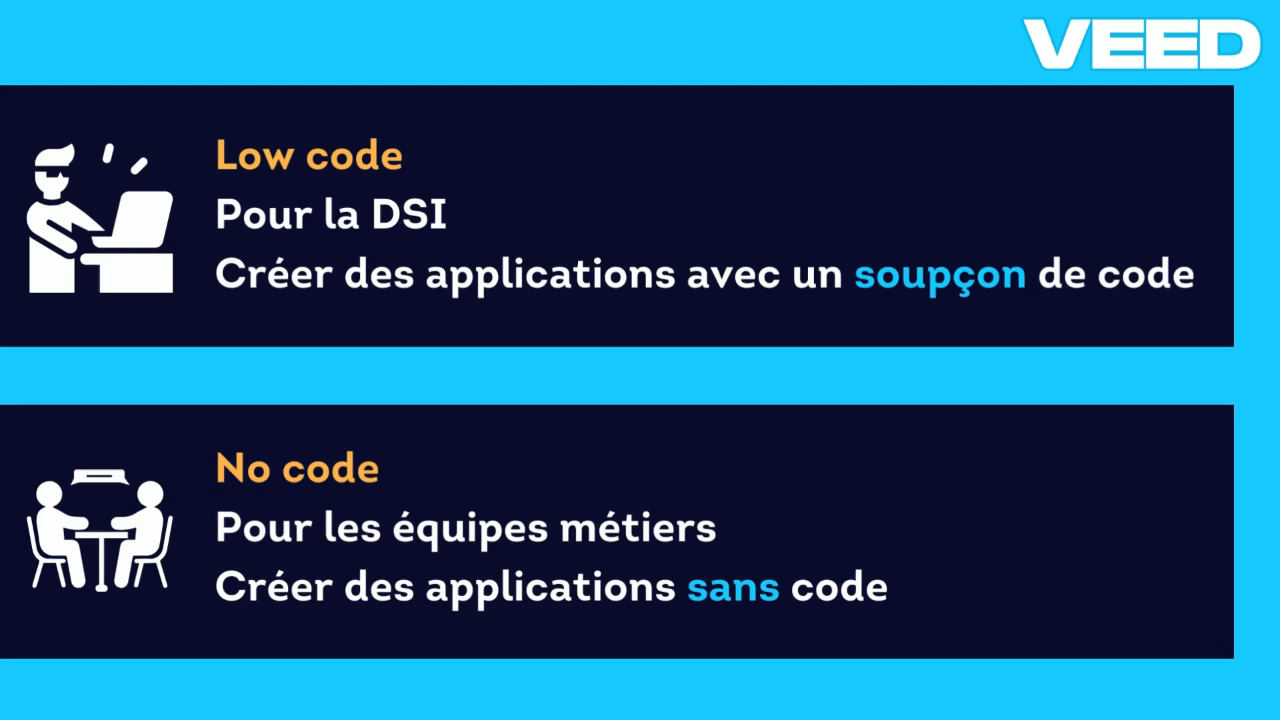 VEED
Low code
Pour la DSI
Créer des applications avec un soupçon de code
No code
Pour les équipes métiers
Créer des applications sans code